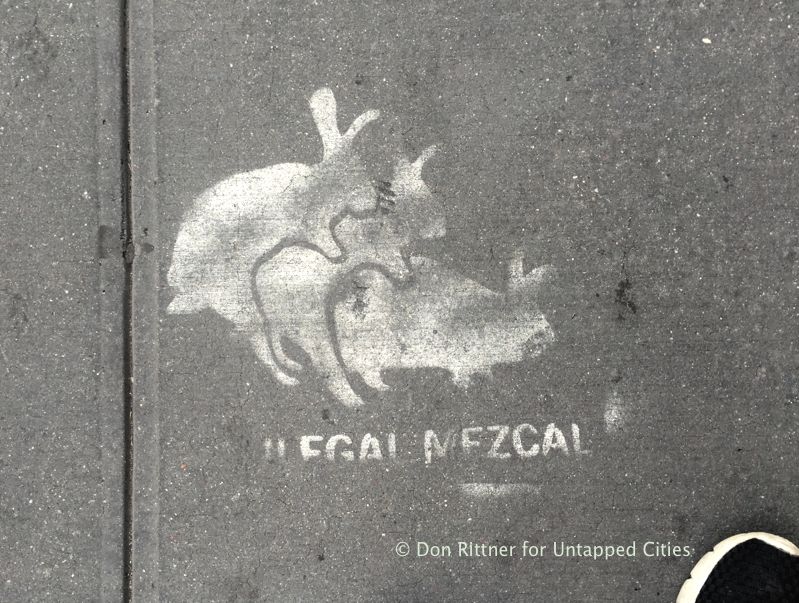 ILEGAL MEZCAL
© Don Rittner for Untapped Cities